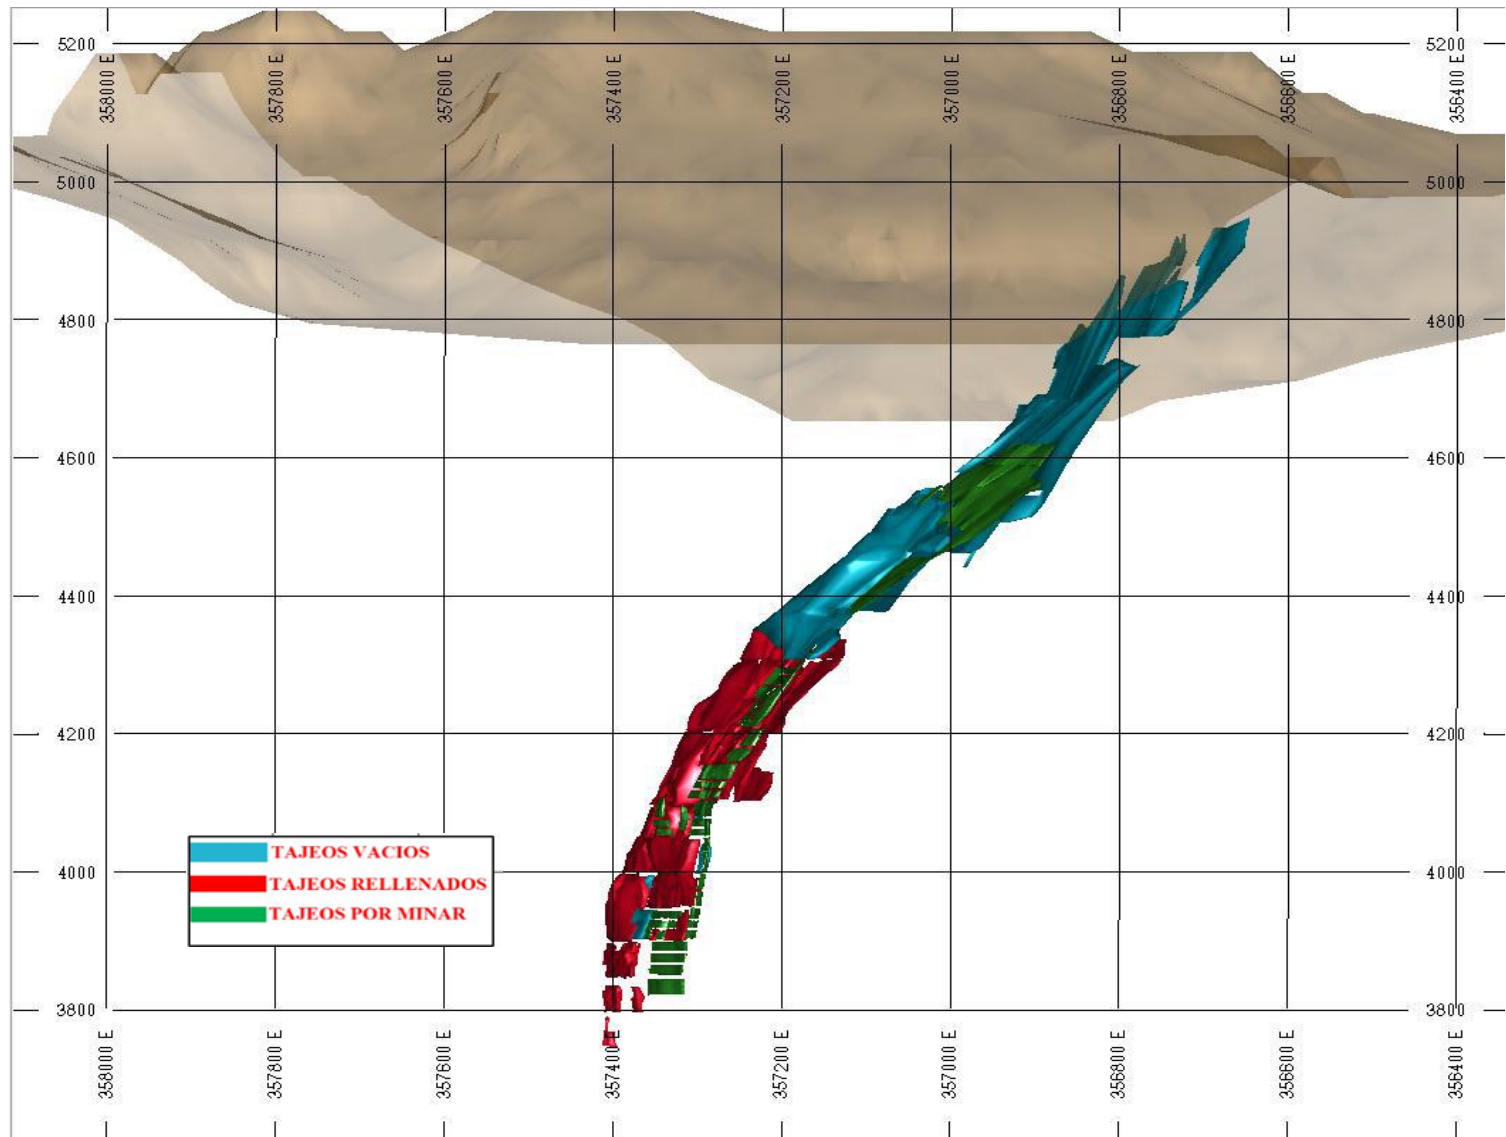 358000 E
357800 E
357600 E
357400 E
357200 E
357000 E
356800 E
356600 E
356400 E
5200
5200
5000
5000
4800
4800
4600
4600
4400
4400
4200
4200
TAJEOS VACIOS
TAJEOS RELLENADOS
TAJEOS POR MINAR
4000
4000
3800
3800
358000 E
357800 E
357600 E
357400 E
357200 E
357000 E
356800 E
356600 E
356400 E